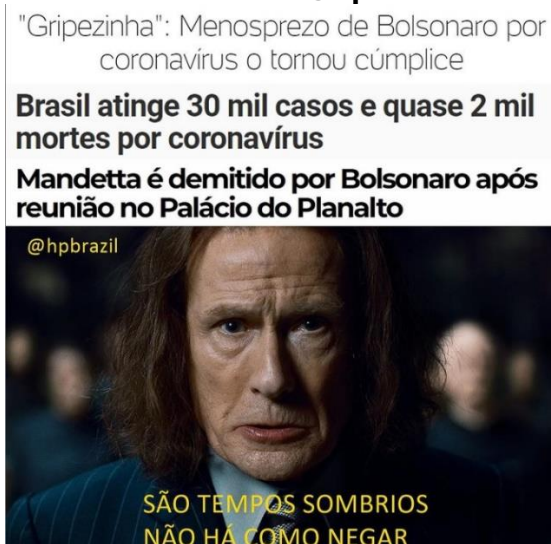 "Gripezinha": Menosprezo de Bolsonaro por
coronavírus o tornou cúmplice
Brasil atinge 30 mil casos e quase 2 mil
mortes por coronavírus
Mandetta é demitido por Bolsonaro após
reunião no Palácio do Planalto
@hpbrazil
SÃO TEMPOS SOMBRIOS
NÃO HÁ COMO NEGAR